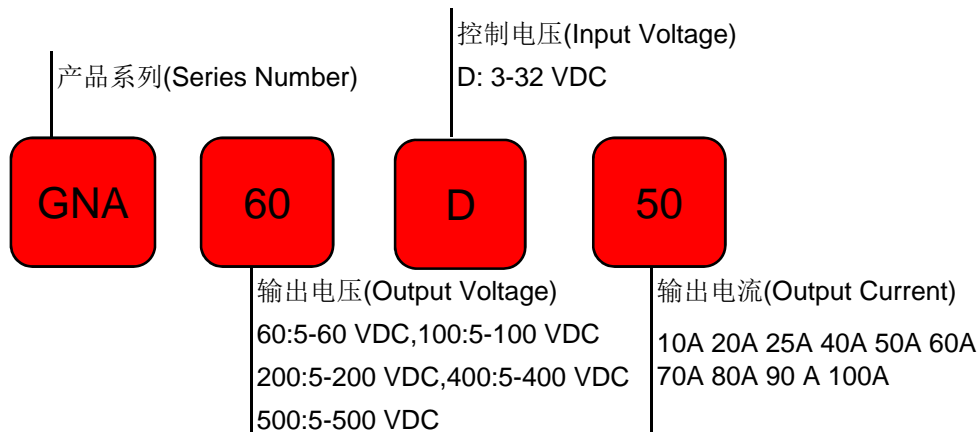 控制电压(Input Voltage)
产品系列(Series Number)
D: 3-32 VDC
GNA
60
D
50
输出电压(Output Voltage)
60:5-60 VDC,100:5-100 VDC
200:5-200 VDC,400:5-400 VDC
500:5-500 VDC
输出电流(Output Current)
10A 20A 25A 40A 50A 60A
70A 80A 90 A 100A